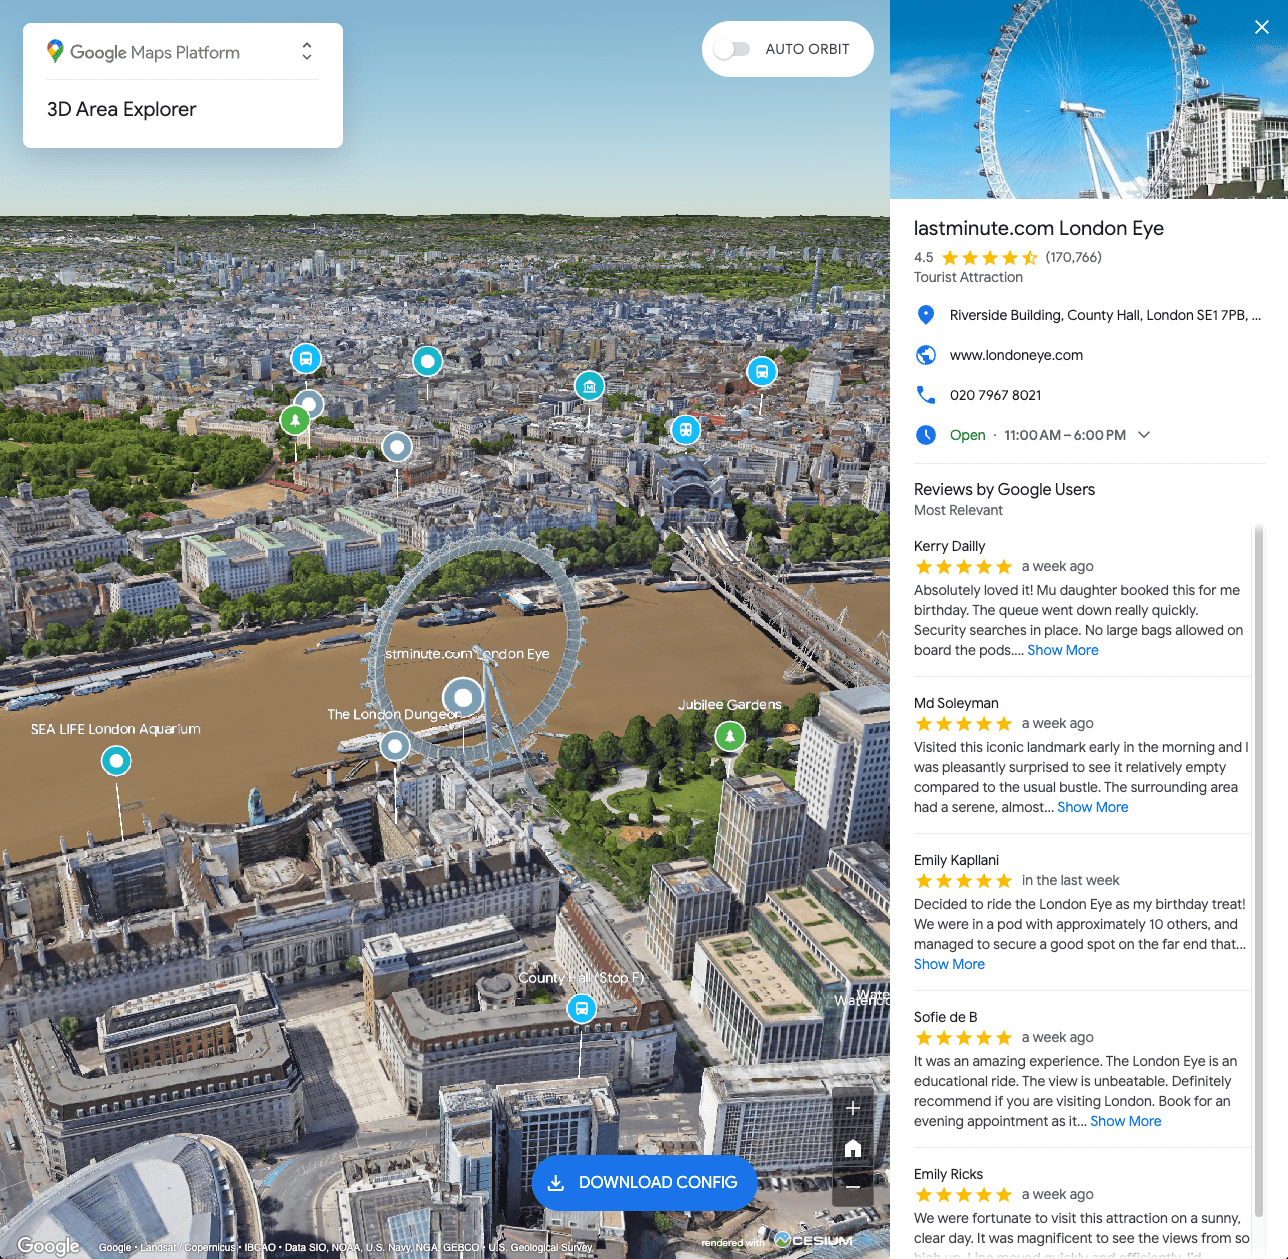 Google Maps Platform
3D Area Explorer
AUTO ORBIT
stminute.com London Eye
The London Dungeon
SEA LIFE London Aquarium
Jubilee Gardens
County Hall (Stop F)
DOWNLOAD CONFIG
Google
Google • Landsat / Copernicus • IBCAO • Data SIO, NOAA, U.S. Navy, NGA, GEBCO • U.S. Geological Survey
rendered with CESIUM
lastminute.com London Eye
4.5 (170,766)
Tourist Attraction
Riverside Building, County Hall, London SE1 7PB, ...
www.londoneye.com
020 7967 8021
Open · 11:00 AM – 6:00 PM
Reviews by Google Users
Most Relevant
Kerry Dailly
a week ago
Absolutely loved it! Mu daughter booked this for me
birthday. The queue went down really quickly.
Security searches in place. No large bags allowed on
board the pods.... Show More
Md Soleyman
a week ago
Visited this iconic landmark early in the morning and I
was pleasantly surprised to see it relatively empty
compared to the usual bustle. The surrounding area
had a serene, almost... Show More
Emily Kapllani
in the last week
Decided to ride the London Eye as my birthday treat!
We were in a pod with approximately 10 others, and
managed to secure a good spot on the far end that...
Show More
Sofie de B
a week ago
It was an amazing experience. The London Eye is an
educational ride. The view is unbeatable. Definitely
recommend if you are visiting London. Book for an
evening appointment as it... Show More
Emily Ricks
a week ago
We were fortunate to visit this attraction on a sunny,
clear day. It was magnificent to see the views from so
high up. Line moved quickly and efficiently. I'd